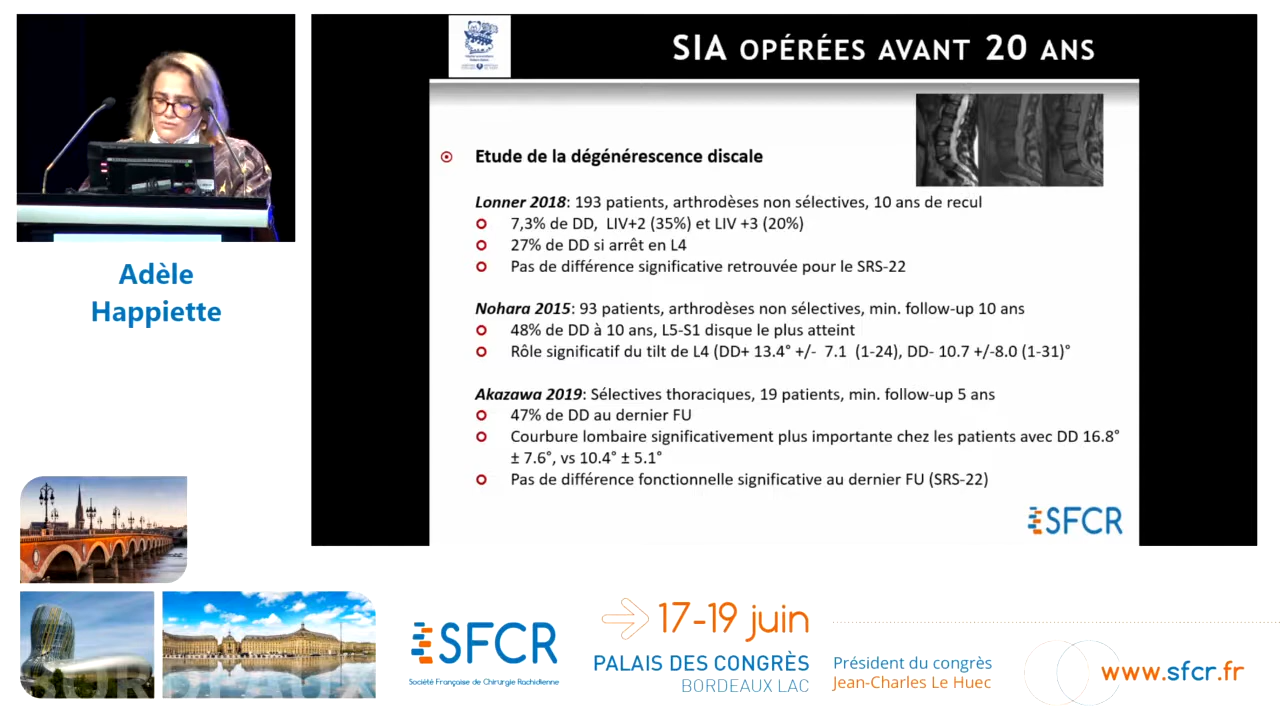 SIA OPÉRÉES AVANT 20 ANS
Etude de la dégénérescence discale
Lonner 2018: 193 patients, arthrodèses non sélectives, 10 ans de recul
7,3% de DD, LIV+2 (35%) et LIV +3 (20%)
27% de DD si arrêt en L4
Pas de différence significative retrouvée pour le SRS-22
Nohara 2015: 93 patients, arthrodèses non sélectives, min. follow-up 10 ans
48% de DD à 10 ans, L5-S1 disque le plus atteint
Rôle significatif du tilt de L4 (DD+ 13.4° +/- 7.1 (1-24), DD- 10.7 +/-8.0 (1-31)°
Akazawa 2019: Sélectives thoraciques, 19 patients, min. follow-up 5 ans
47% de DD au dernier FU
Courbure lombaire significativement plus importante chez les patients avec DD 16.8°
± 7.6°, vs 10.4° ± 5.1°
Pas de différence fonctionnelle significative au dernier FU (SRS-22)
SFCR
Adèle
Happiette
BORDEAUX
SFCR
Société Française de Chirurgie Rachidienne
17-19 juin
PALAIS DES CONGRÈS
BORDEAUX LAC
Président du congrès
Jean-Charles Le Huec
www.sfcr.fr